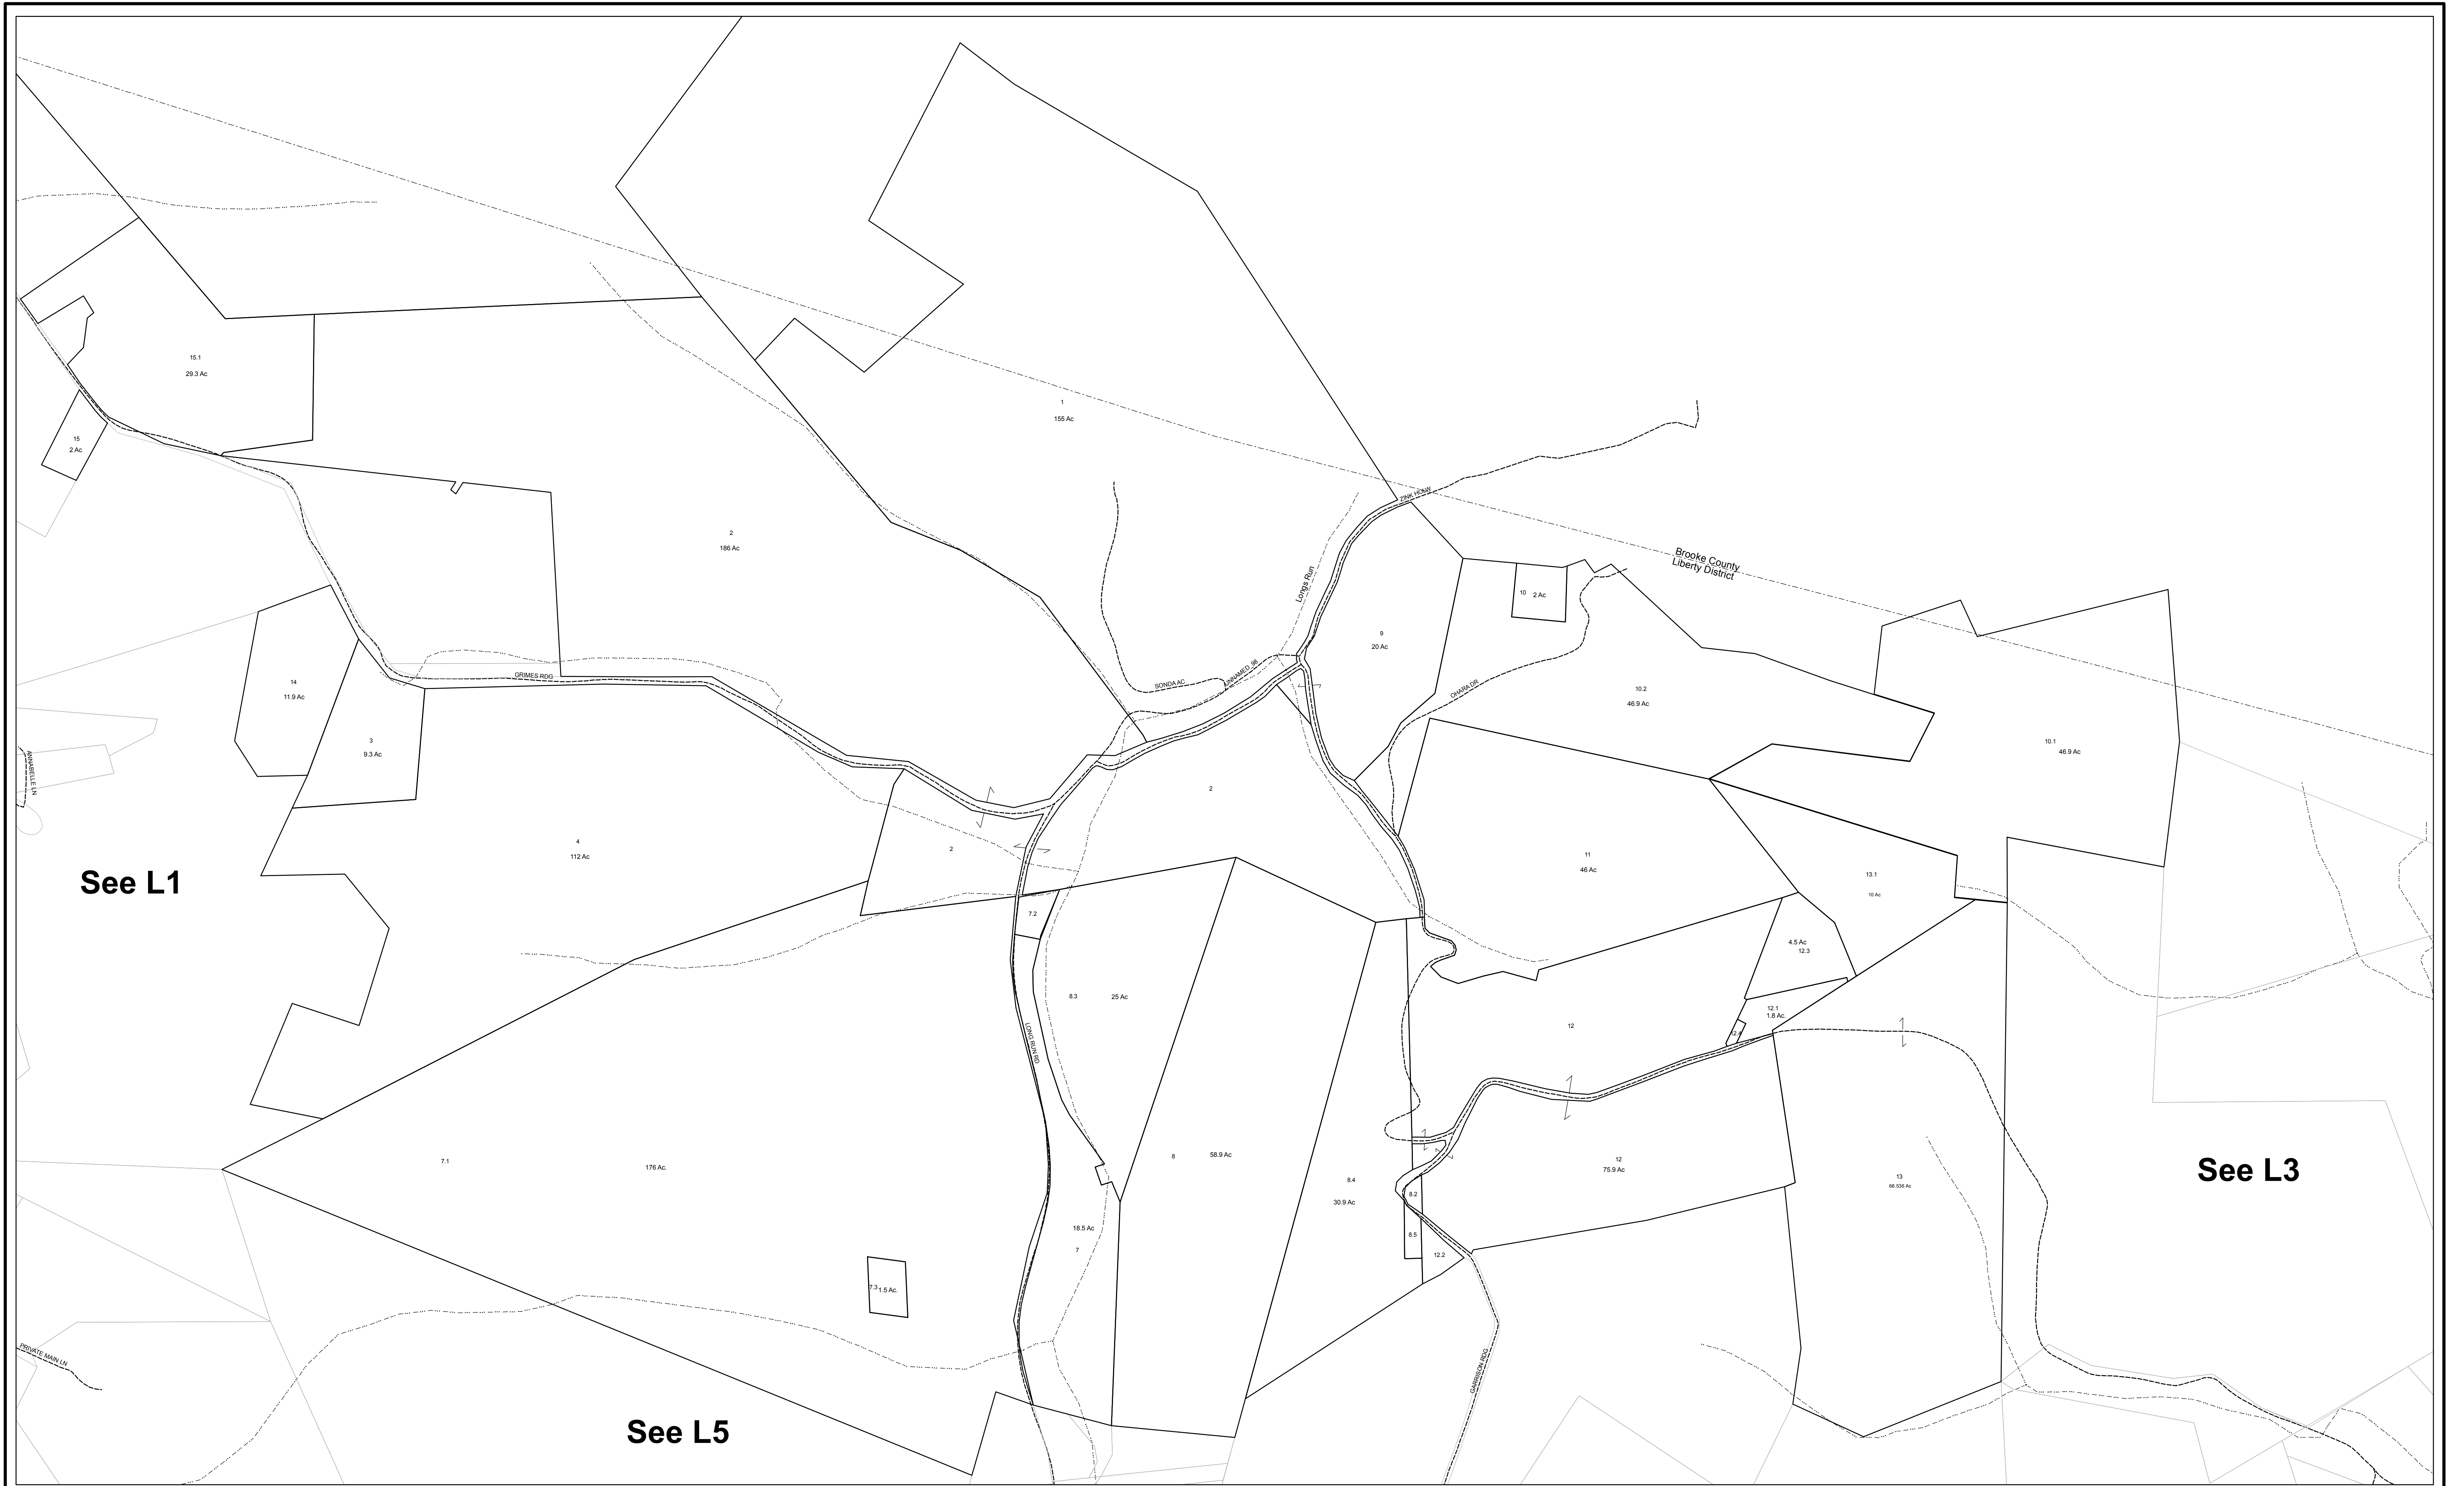 15.1
29.3 Ac
15
2 Ac
1
155 Ac
2
186 Ac
ZINK HOLW
Longs Run
Brooke County
Liberty District
10
2 Ac
9
20 Ac
SONDA AC
UNNAMED_98
OHARA DR
10.2
46.9 Ac
10.1
46.9 Ac
14
11.9 Ac
GRIMES RDG
3
9.3 Ac
ANNABELLE LN
2
4
112 Ac
2
11
46 Ac
13.1
10 Ac
See L1
7.2
4.5 Ac
12.3
8.3
25 Ac
12.1
1.8 Ac.
12
LONG RUN RD
7.1
176 Ac.
8
58.9 Ac
12
75.9 Ac
13
See L3
8.4
30.9 Ac
8.2
18.5 Ac
7
8.5
12.2
7.3
1.5 Ac.
PRIVATE MAIN LN
GARRISON RDG
See L5